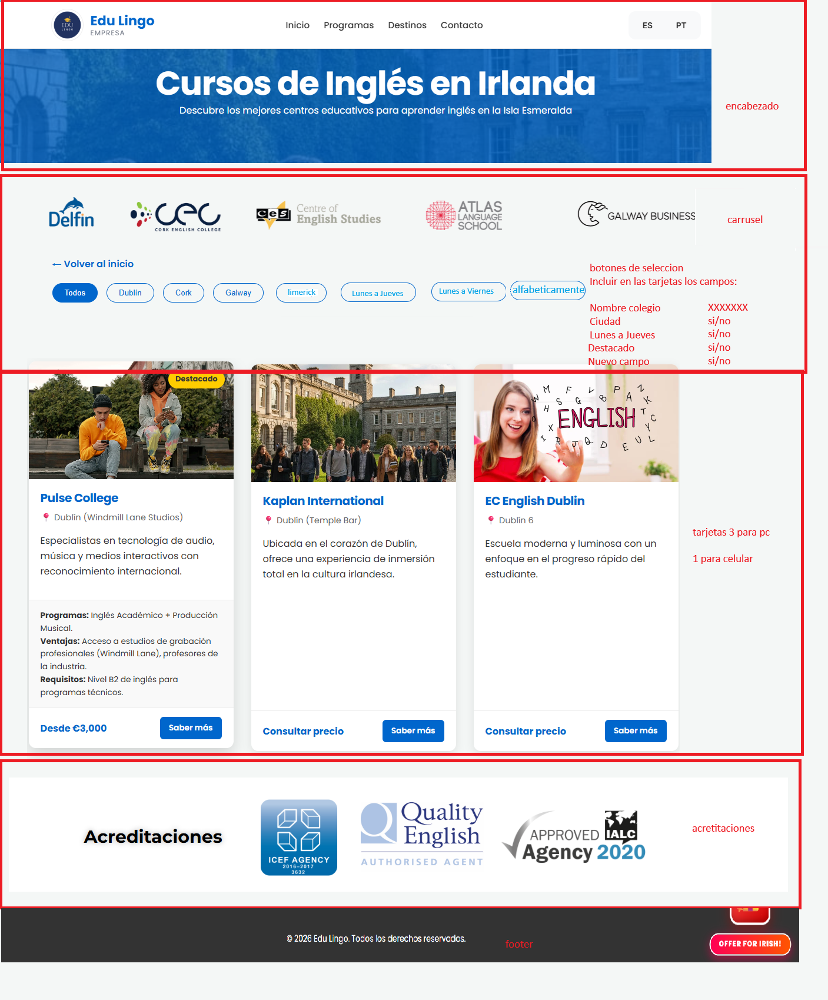 EDU
LINGO
Edu Lingo
EMPRESA
Inicio
Programas
Destinos
Contacto
ES
PT
Cursos de Inglés en Irlanda
Descubre los mejores centros educativos para aprender inglés en la Isla Esmeralda
encabezado
Delfin
CEC
CORK ENGLISH COLLEGE
CeS
Centre of
English Studies
ATLAS
LANGUAGE
SCHOOL
GALWAY BUSINESS
carrusel
← Volver al inicio
botones de seleccion
Incluir en las tarjetas los campos:
Todos
Dublín
Cork
Galway
limerick
Lunes a Jueves
Lunes a Viernes
alfabeticamente
Nombre colegio XXXXXXX
Ciudad si/no
Lunes a Jueves si/no
Destacado si/no
Nuevo campo si/no
Destacado
ENGLISH
Pulse College
Dublín (Windmill Lane Studios)
Especialistas en tecnología de audio,
música y medios interactivos con
reconocimiento internacional.
Programas: Inglés Académico + Producción
Musical.
Ventajas: Acceso a estudios de grabación
profesionales (Windmill Lane), profesores de
la industria.
Requisitos: Nivel B2 de inglés para
programas técnicos.
Desde €3,000
Saber más
Kaplan International
Dublín (Temple Bar)
Ubicada en el corazón de Dublín,
ofrece una experiencia de inmersión
total en la cultura irlandesa.
Consultar precio
Saber más
EC English Dublin
Dublín 6
Escuela moderna y luminosa con un
enfoque en el progreso rápido del
estudiante.
Consultar precio
Saber más
tarjetas 3 para pc
1 para celular
Acreditaciones
ICEF AGENCY
2016-2017
3632
Quality
English
AUTHORISED AGENT
APPROVED
IALC
Agency 2020
acretitaciones
© 2026 Edu Lingo. Todos los derechos reservados.
footer
OFFER FOR IRISH!